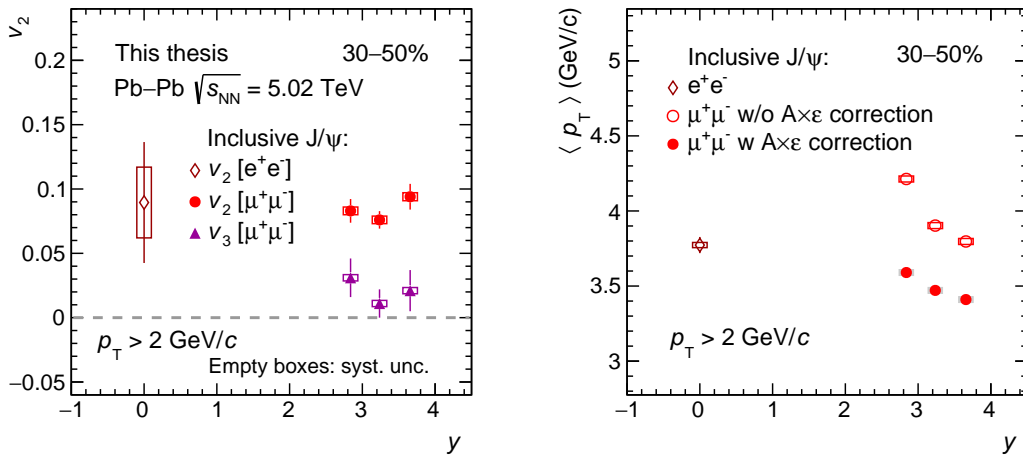 v₂
0.2
0.15
0.1
0.05
0
−0.05
This thesis
30–50%
Pb–Pb √sNN = 5.02 TeV
Inclusive J/ψ:
v₂ [e⁺e⁻]
v₂ [μ⁺μ⁻]
v₃ [μ⁺μ⁻]
pT > 2 GeV/c
Empty boxes: syst. unc.
−1 0 1 2 3 4
y
⟨ pT ⟩ (GeV/c)
5
4.5
4
3.5
3
Inclusive J/ψ:
30–50%
e⁺e⁻
μ⁺μ⁻ w/o A×ε correction
μ⁺μ⁻ w A×ε correction
pT > 2 GeV/c
−1 0 1 2 3 4
y